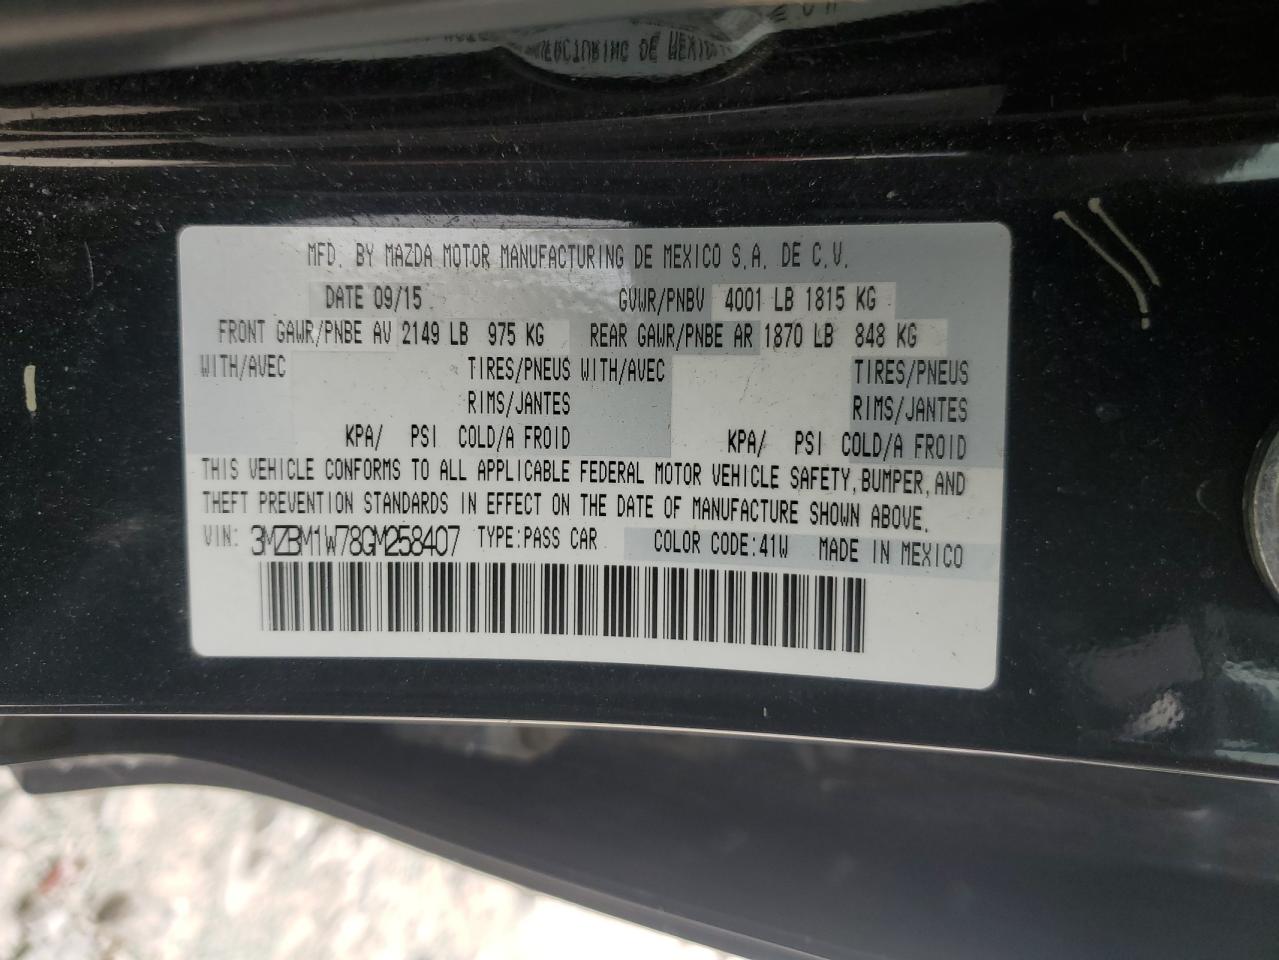 MFD. BY MAZDA MOTOR MANUFACTURING DE MEXICO S.A. DE C.V.
DATE 09/15 GVWR/PNBV 4001 LB 1815 KG
FRONT GAWR/PNBE AV 2149 LB 975 KG REAR GAWR/PNBE AR 1870 LB 848 KG
WITH/AVEC TIRES/PNEUS WITH/AVEC TIRES/PNEUS
RIMS/JANTES RIMS/JANTES
KPA/ PSI COLD/A FROID KPA/ PSI COLD/A FROID
THIS VEHICLE CONFORMS TO ALL APPLICABLE FEDERAL MOTOR VEHICLE SAFETY, BUMPER, AND
THEFT PREVENTION STANDARDS IN EFFECT ON THE DATE OF MANUFACTURE SHOWN ABOVE.
VIN: 3MZBM1W78GM258407 TYPE:PASS CAR COLOR CODE:41W MADE IN MEXICO